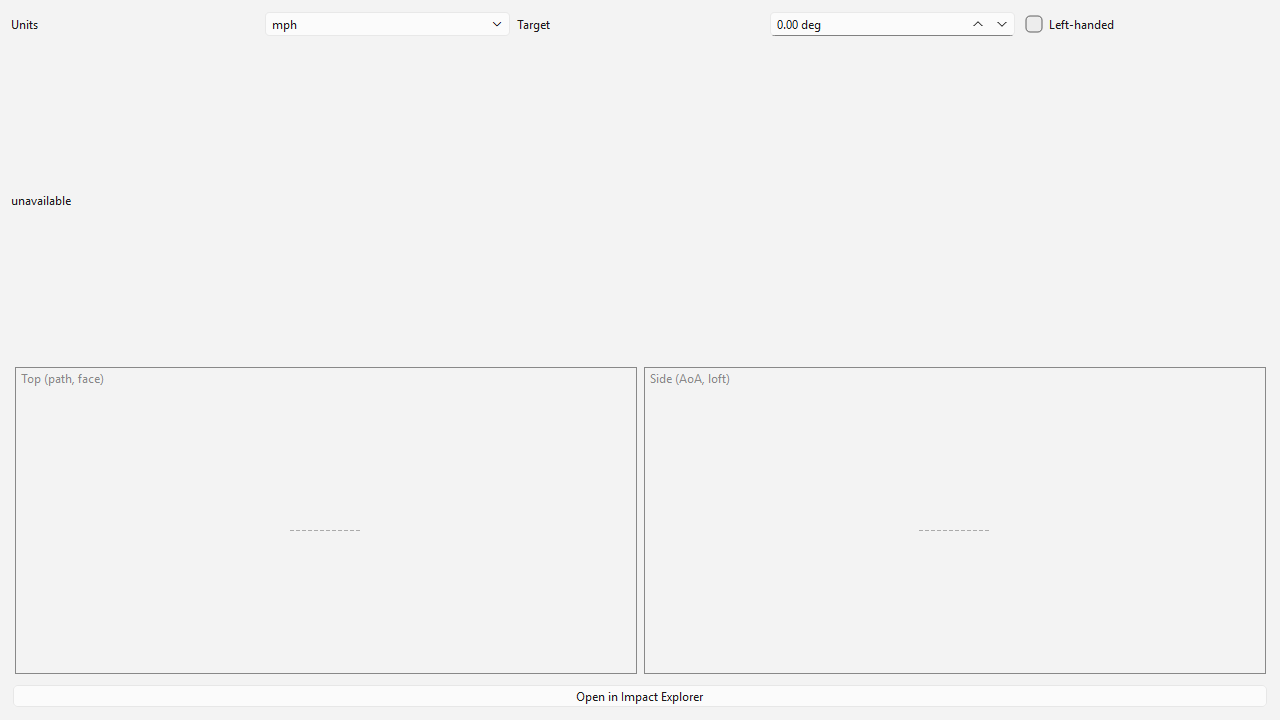 Units
mph
Target
0.00 deg
Left-handed
unavailable
Top (path, face)
Side (AoA, loft)
Open in Impact Explorer